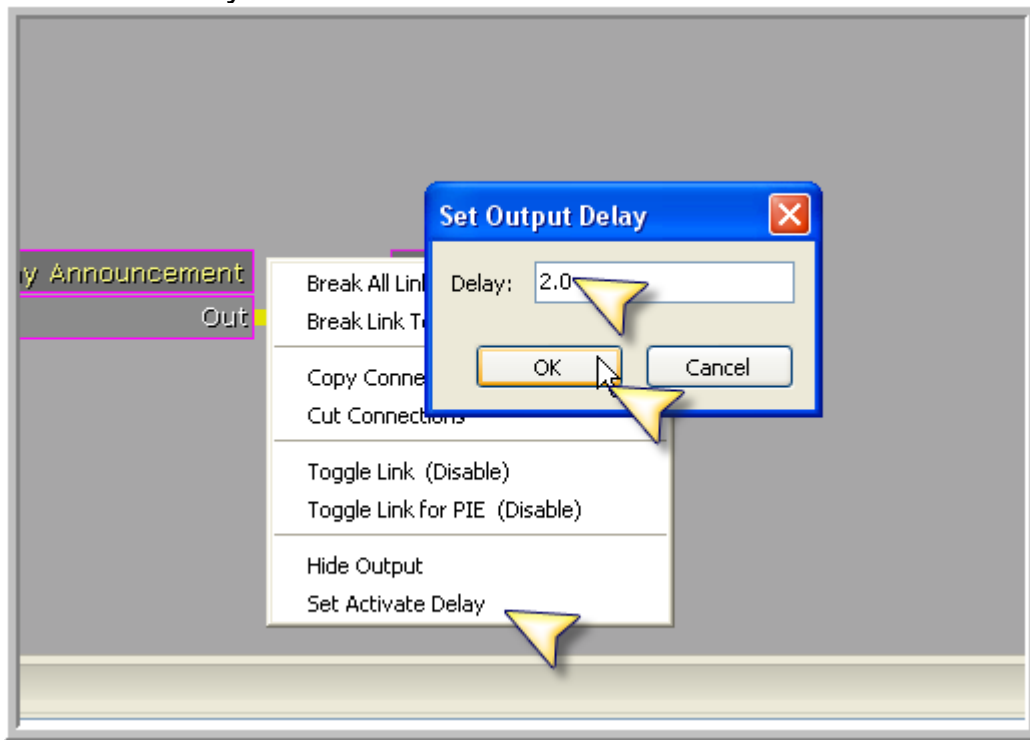 y Announcement
Out
Set Output Delay
Delay: 2.0
OK Cancel
Break All Lin
Break Link T
Copy Conne
Cut Connections
Toggle Link (Disable)
Toggle Link for PIE (Disable)
Hide Output
Set Activate Delay